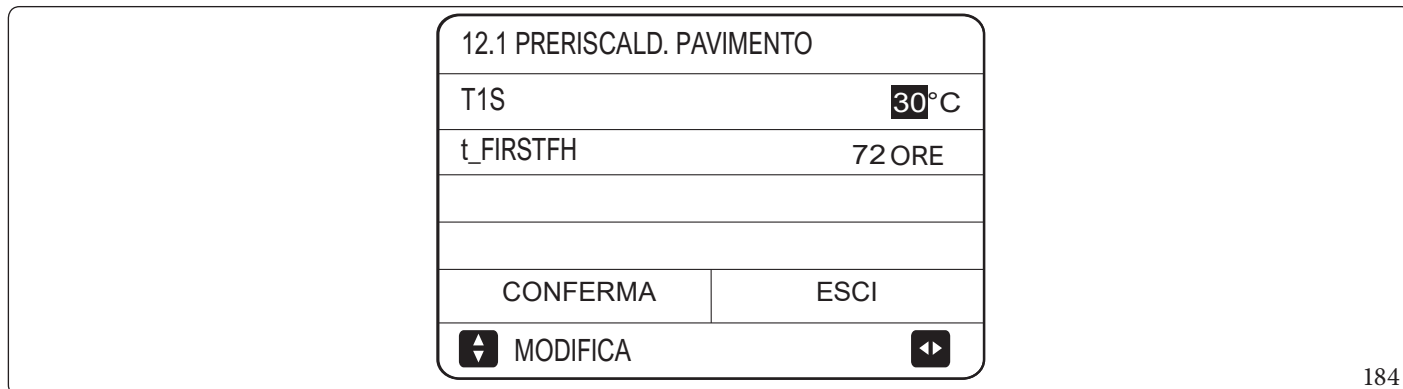 12.1 PRERISCALD. PAVIMENTO
T1S 30°C
t_FIRSTFH 72 ORE
CONFERMA ESCI
MODIFICA
184